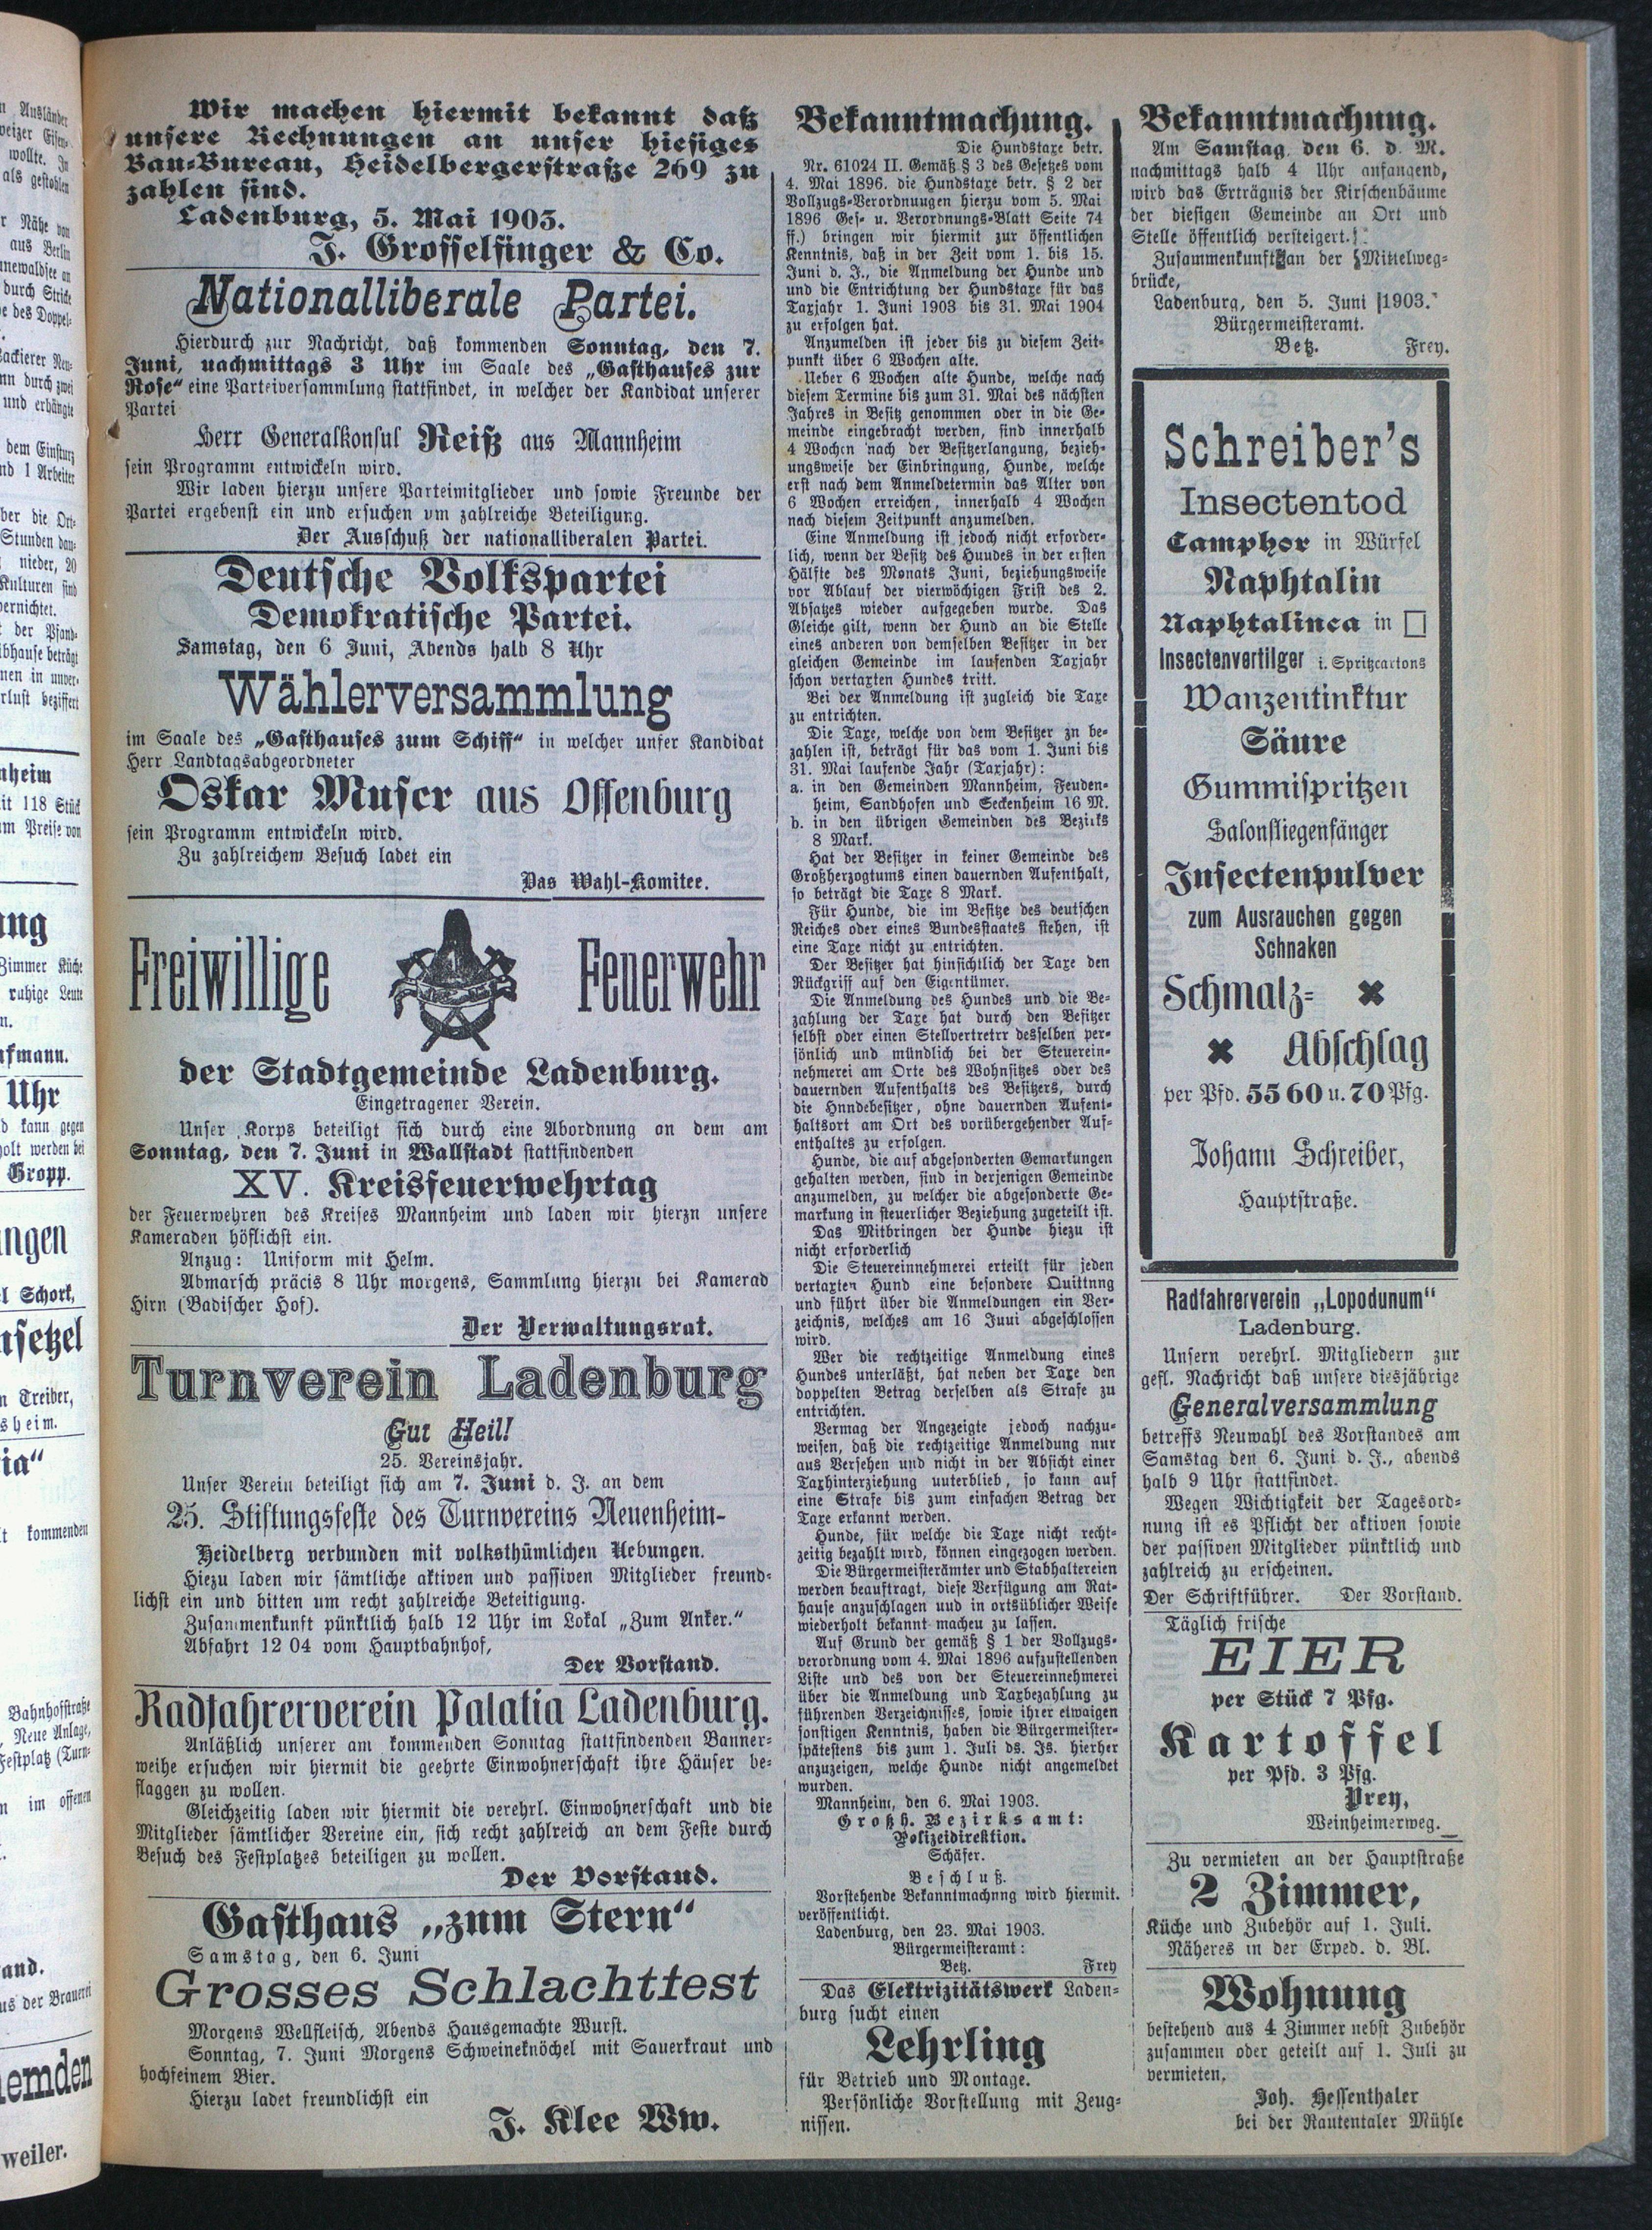 Wir machen hiermit bekannt daß
unsere Rechnungen an unser hiesiges
Bau-Bureau, Heidelbergerstraße 269 zu
zahlen sind.
Ladenburg, 5. Mai 1903.
J. Grosselfinger & Co.
Nationalliberale Partei.
Hierdurch zur Nachricht, daß kommenden Sonntag, den 7.
Juni, nachmittags 3 Uhr im Saale des „Gasthauses zur
Rose“ eine Parteiversammlung stattfindet, in welcher der Kandidat unserer
Partei
Herr Generalkonsul Reiß aus Mannheim
sein Programm entwickeln wird.
Wir laden hierzu unsere Parteimitglieder und sowie Freunde der
Partei ergebenst ein und ersuchen um zahlreiche Beteiligung.
Der Ausschuß der nationalliberalen Partei.
Deutsche Volkspartei
Demokratische Partei.
Samstag, den 6 Juni, Abends halb 8 Uhr
Wählerversammlung
im Saale des „Gasthauses zum Schiff“ in welcher unser Kandidat
Herr Landtagsabgeordneter
Oskar Muser aus Offenburg
sein Programm entwickeln wird.
Zu zahlreichem Besuch ladet ein
Das Wahl-Komitee.
Freiwillige Feuerwehr
der Stadtgemeinde Ladenburg.
Eingetragener Verein.
Unser Korps beteiligt sich durch eine Abordnung an dem am
Sonntag, den 7. Juni in Wallstadt stattfindenden
XV. Kreisfeuerwehrtag
der Feuerwehren des Kreises Mannheim und laden wir hierzn unsere
Kameraden höflichst ein.
Anzug: Uniform mit Helm.
Abmarsch präcis 8 Uhr morgens, Sammlung hierzu bei Kamerad
Hirn (Badischer Hof).
Der Verwaltungsrat.
Turnverein Ladenburg
Gut Heil!
25. Vereinsjahr.
Unser Verein beteiligt sich am 7. Juni d. J. an dem
25. Stiftungsfeste des Turnvereins Neuenheim-
Heidelberg verbunden mit volksthümlichen Uebungen.
Hiezu laden wir sämtliche aktiven und passiven Mitglieder freund-
lichst ein und bitten um recht zahlreiche Beteitigung.
Zusammenkunft pünktlich halb 12 Uhr im Lokal „Zum Anker.“
Abfahrt 12 04 vom Hauptbahnhof,
Der Vorstand.
Radfahrerverein Palatia Ladenburg.
Anläßlich unserer am kommenden Sonntag stattfindenden Banner-
weihe ersuchen wir hiermit die geehrte Einwohnerschaft ihre Häuser be-
flaggen zu wollen.
Gleichzeitig laden wir hiermit die verehrl. Einwohnerschaft und die
Mitglieder sämtlicher Vereine ein, sich recht zahlreich an dem Feste durch
Besuch des Festplatzes beteiligen zu wollen.
Der Vorstand.
Gasthaus „zum Stern“
Samstag, den 6. Juni
Grosses Schlachtfest
Morgens Wellfleisch, Abends Hausgemachte Wurst.
Sonntag, 7. Juni Morgens Schweineknöchel mit Sauerkraut und
hochfeinem Bier.
Hierzu ladet freundlichst ein
J. Klee Ww.
Bekanntmachung.
Die Hundstaxe betr.
Nr. 61024 II. Gemäß § 3 des Gesetzes vom
4. Mai 1896. die Hundstaxe betr. § 2 der
Vollzugs-Verordnungen hierzu vom 5. Mai
1896 Ges- u. Verordnungs-Blatt Seite 74
ff.) bringen wir hiermit zur öffentlichen
Kenntnis, daß in der Zeit vom 1. bis 15.
Juni d. J., die Anmeldung der Hunde und
und die Entrichtung der Hundstaxe für das
Taxjahr 1. Juni 1903 bis 31. Mai 1904
zu erfolgen hat.
Anzumelden ist jeder bis zu diesem Zeit-
punkt über 6 Wochen alte.
Ueber 6 Wochen alte Hunde, welche nach
diesem Termine bis zum 31. Mai des nächsten
Jahres in Besitz genommen oder in die Ge-
meinde eingebracht werden, sind innerhalb
4 Wochen nach der Besitzerlangung, bezieh-
ungsweise der Einbringung, Hunde, welche
erst nach dem Anmeldetermin das Alter von
6 Wochen erreichen, innerhalb 4 Wochen
nach diesem Zeitpunkt anzumelden.
Eine Anmeldung ist jedoch nicht erforder-
lich, wenn der Besitz des Hundes in der ersten
Hälfte des Monats Juni, beziehungsweise
vor Ablauf der vierwöchigen Frist des 2.
Absatzes wieder aufgegeben wurde. Das
Gleiche gilt, wenn der Hund an die Stelle
eines anderen von demselben Besitzer in der
gleichen Gemeinde im laufenden Taxjahr
schon vertaxten Hundes tritt.
Bei der Anmeldung ist zugleich die Taxe
zu entrichten.
Die Taxe, welche von dem Besitzer zn be-
zahlen ist, beträgt für das vom 1. Juni bis
31. Mai laufende Jahr (Taxjahr):
a. in den Gemeinden Mannheim, Feuden-
heim, Sandhofen und Seckenheim 16 M.
b. in den übrigen Gemeinden des Bezirks
8 Mark.
Hat der Besitzer in keiner Gemeinde des
Großherzogtums einen dauernden Aufenthalt,
so beträgt die Taxe 8 Mark.
Für Hunde, die im Besitze des deutschen
Reiches oder eines Bundesstaates stehen, ist
eine Taxe nicht zu entrichten.
Der Besitzer hat hinsichtlich der Taxe den
Rückgriff auf den Eigentümer.
Die Anmeldung des Hundes und die Be-
zahlung der Taxe hat durch den Besitzer
selbst oder einen Stellvertretrr desselben per-
sönlich und mündlich bei der Steuerein-
nehmerei am Orte des Wohnsitzes oder des
dauernden Aufenthalts des Besitzers, durch
die Hnndebesitzer, ohne dauernden Aufent-
haltsort am Ort des vorübergehender Auf-
enthaltes zu erfolgen.
Hunde, die auf abgesonderten Gemarkungen
gehalten werden, sind in derjenigen Gemeinde
anzumelden, zu welcher die abgesonderte Ge-
markung in steuerlicher Beziehung zugeteilt ist.
Das Mitbringen der Hunde hiezu ist
nicht erforderlich
Die Steuereinnehmerei erteilt für jeden
vertaxten Hund eine besondere Quittnng
und führt über die Anmeldungen ein Ver-
zeichnis, welches am 16 Juni abgeschlossen
wird.
Wer die rechtzeitige Anmeldung eines
Hundes unterläßt, hat neben der Taxe den
doppelten Betrag derselben als Strafe zu
entrichten.
Vermag der Angezeigte jedoch nachzu-
weisen, daß die rechtzeitige Anmeldung nur
aus Versehen und nicht in der Absicht einer
Taxhinterziehung uuterblieb, so kann auf
eine Strafe bis zum einfachen Betrag der
Taxe erkannt werden.
Hunde, für welche die Taxe nicht recht-
zeitig bezahlt wird, können eingezogen werden.
Die Bürgermeisterämter und Stabhaltereien
werden beauftragt, diese Verfügung am Rat-
hause anzuschlagen uud in ortsüblicher Weise
wiederholt bekannt macheu zu lassen.
Auf Grund der gemäß § 1 der Vollzugs-
verordnung vom 4. Mai 1896 aufzustellenden
Liste und des von der Steuereinnehmerei
über die Anmeldung und Taxbezahlung zu
führenden Verzeichnisses, sowie ihrer etwaigen
sonstigen Kenntnis, haben die Bürgermeister-
spätestens bis zum 1. Juli ds. Js. hierher
anzuzeigen, welche Hunde nicht angemeldet
wurden.
Mannheim, den 6. Mai 1903.
Großh. Bezirksamt:
Polizeidirektion.
Schäfer.
Beschluß.
Vorstehende Bekanntmachnng wird hiermit.
veröffentlicht.
Ladenburg, den 23. Mai 1903.
Bürgermeisteramt:
Betz. Frey
Das Elektrizitätswerk Laden-
burg sucht einen
Lehrling
für Betrieb und Montage.
Persönliche Vorstellung mit Zeug-
nissen.
Bekanntmachung.
Am Samstag, den 6. d. M.
nachmittags halb 4 Uhr anfangend,
wird das Erträgnis der Kirschenbäume
der diesigen Gemeinde an Ort und
Stelle öffentlich versteigert.
Zusammenkunft an der Mittelweg-
brücke,
Ladenburg, den 5. Juni 1903.
Bürgermeisteramt.
Betz. Frey.
Schreiber's
Insectentod
Camphor in Würfel
Naphtalin
Naphtalinca in □
Insectenvertilger i. Spritzcartons
Wanzentinktur
Säure
Gummispritzen
Salonfliegenfänger
Insectenpulver
zum Ausrauchen gegen
Schnaken
Schmalz-
Abschlag
per Pfd. 55 60 u. 70 Pfg.
Johann Schreiber,
Hauptstraße.
Radfahrerverein „Lopodunum“
Ladenburg.
Unsern verehrl. Mitgliedern zur
gefl. Nachricht daß unsere diesjährige
Generalversammlung
betreffs Neuwahl des Vorstandes am
Samstag den 6. Juni d. J., abends
halb 9 Uhr stattfindet.
Wegen Wichtigkeit der Tagesord-
nung ist es Pflicht der aktiven sowie
der passiven Mitglieder pünktlich und
zahlreich zu erscheinen.
Der Schriftführer. Der Vorstand.
Täglich frische
EIER
per Stück 7 Pfg.
Kartoffel
per Pfd. 3 Pfg.
Prey,
Weinheimerweg.
Zu vermieten an der Hauptstraße
2 Zimmer,
Küche und Zubehör auf 1. Juli.
Näheres in der Exped. d. Bl.
Wohnung
bestehend aus 4 Zimmer nebst Zubehör
zusammen oder geteilt auf 1. Juli zu
vermieten.
Joh. Hessenthaler
bei der Rautentaler Mühle